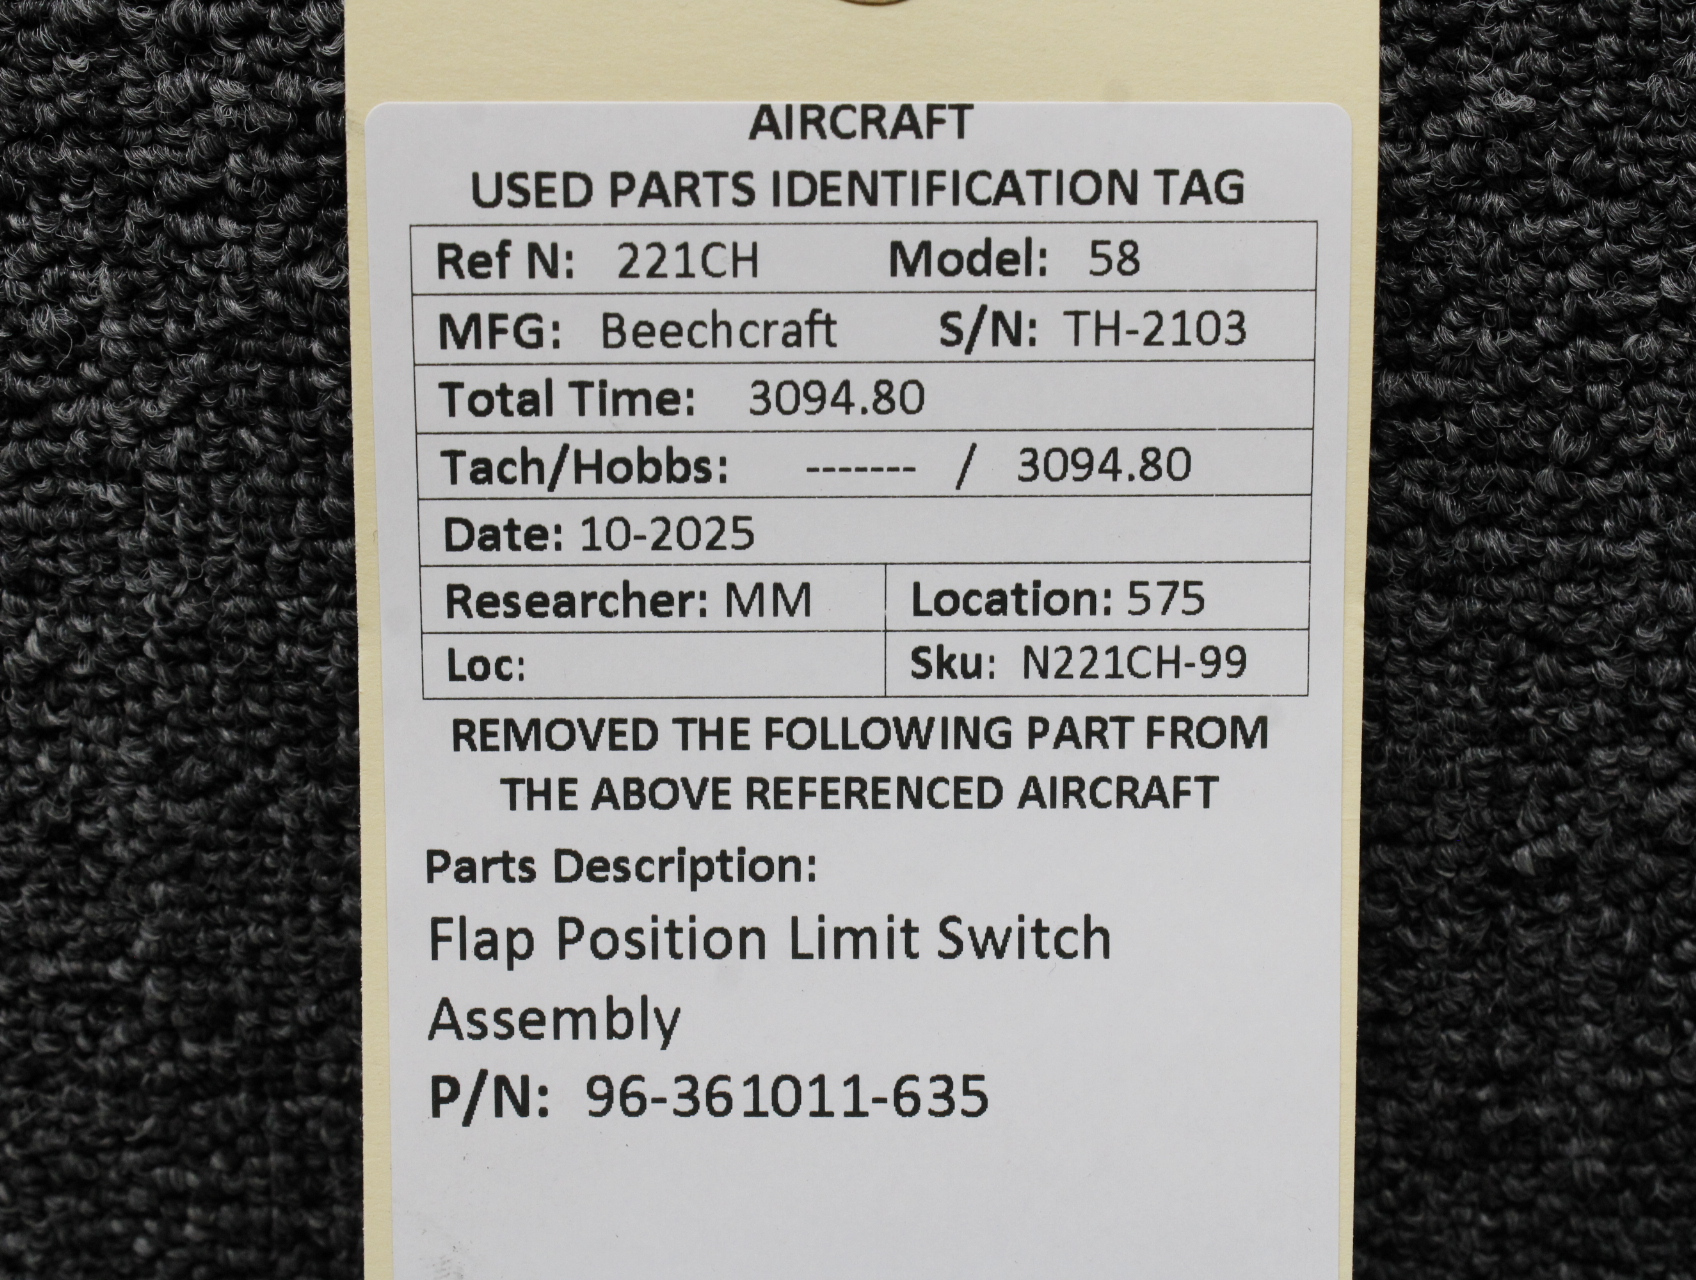 AIRCRAFT
USED PARTS IDENTIFICATION TAG
Ref N: 221CH Model: 58
MFG: Beechcraft S/N: TH-2103
Total Time: 3094.80
Tach/Hobbs: ------- / 3094.80
Date: 10-2025
Researcher: MM Location: 575
Loc: Sku: N221CH-99
REMOVED THE FOLLOWING PART FROM
THE ABOVE REFERENCED AIRCRAFT
Parts Description:
Flap Position Limit Switch
Assembly
P/N: 96-361011-635